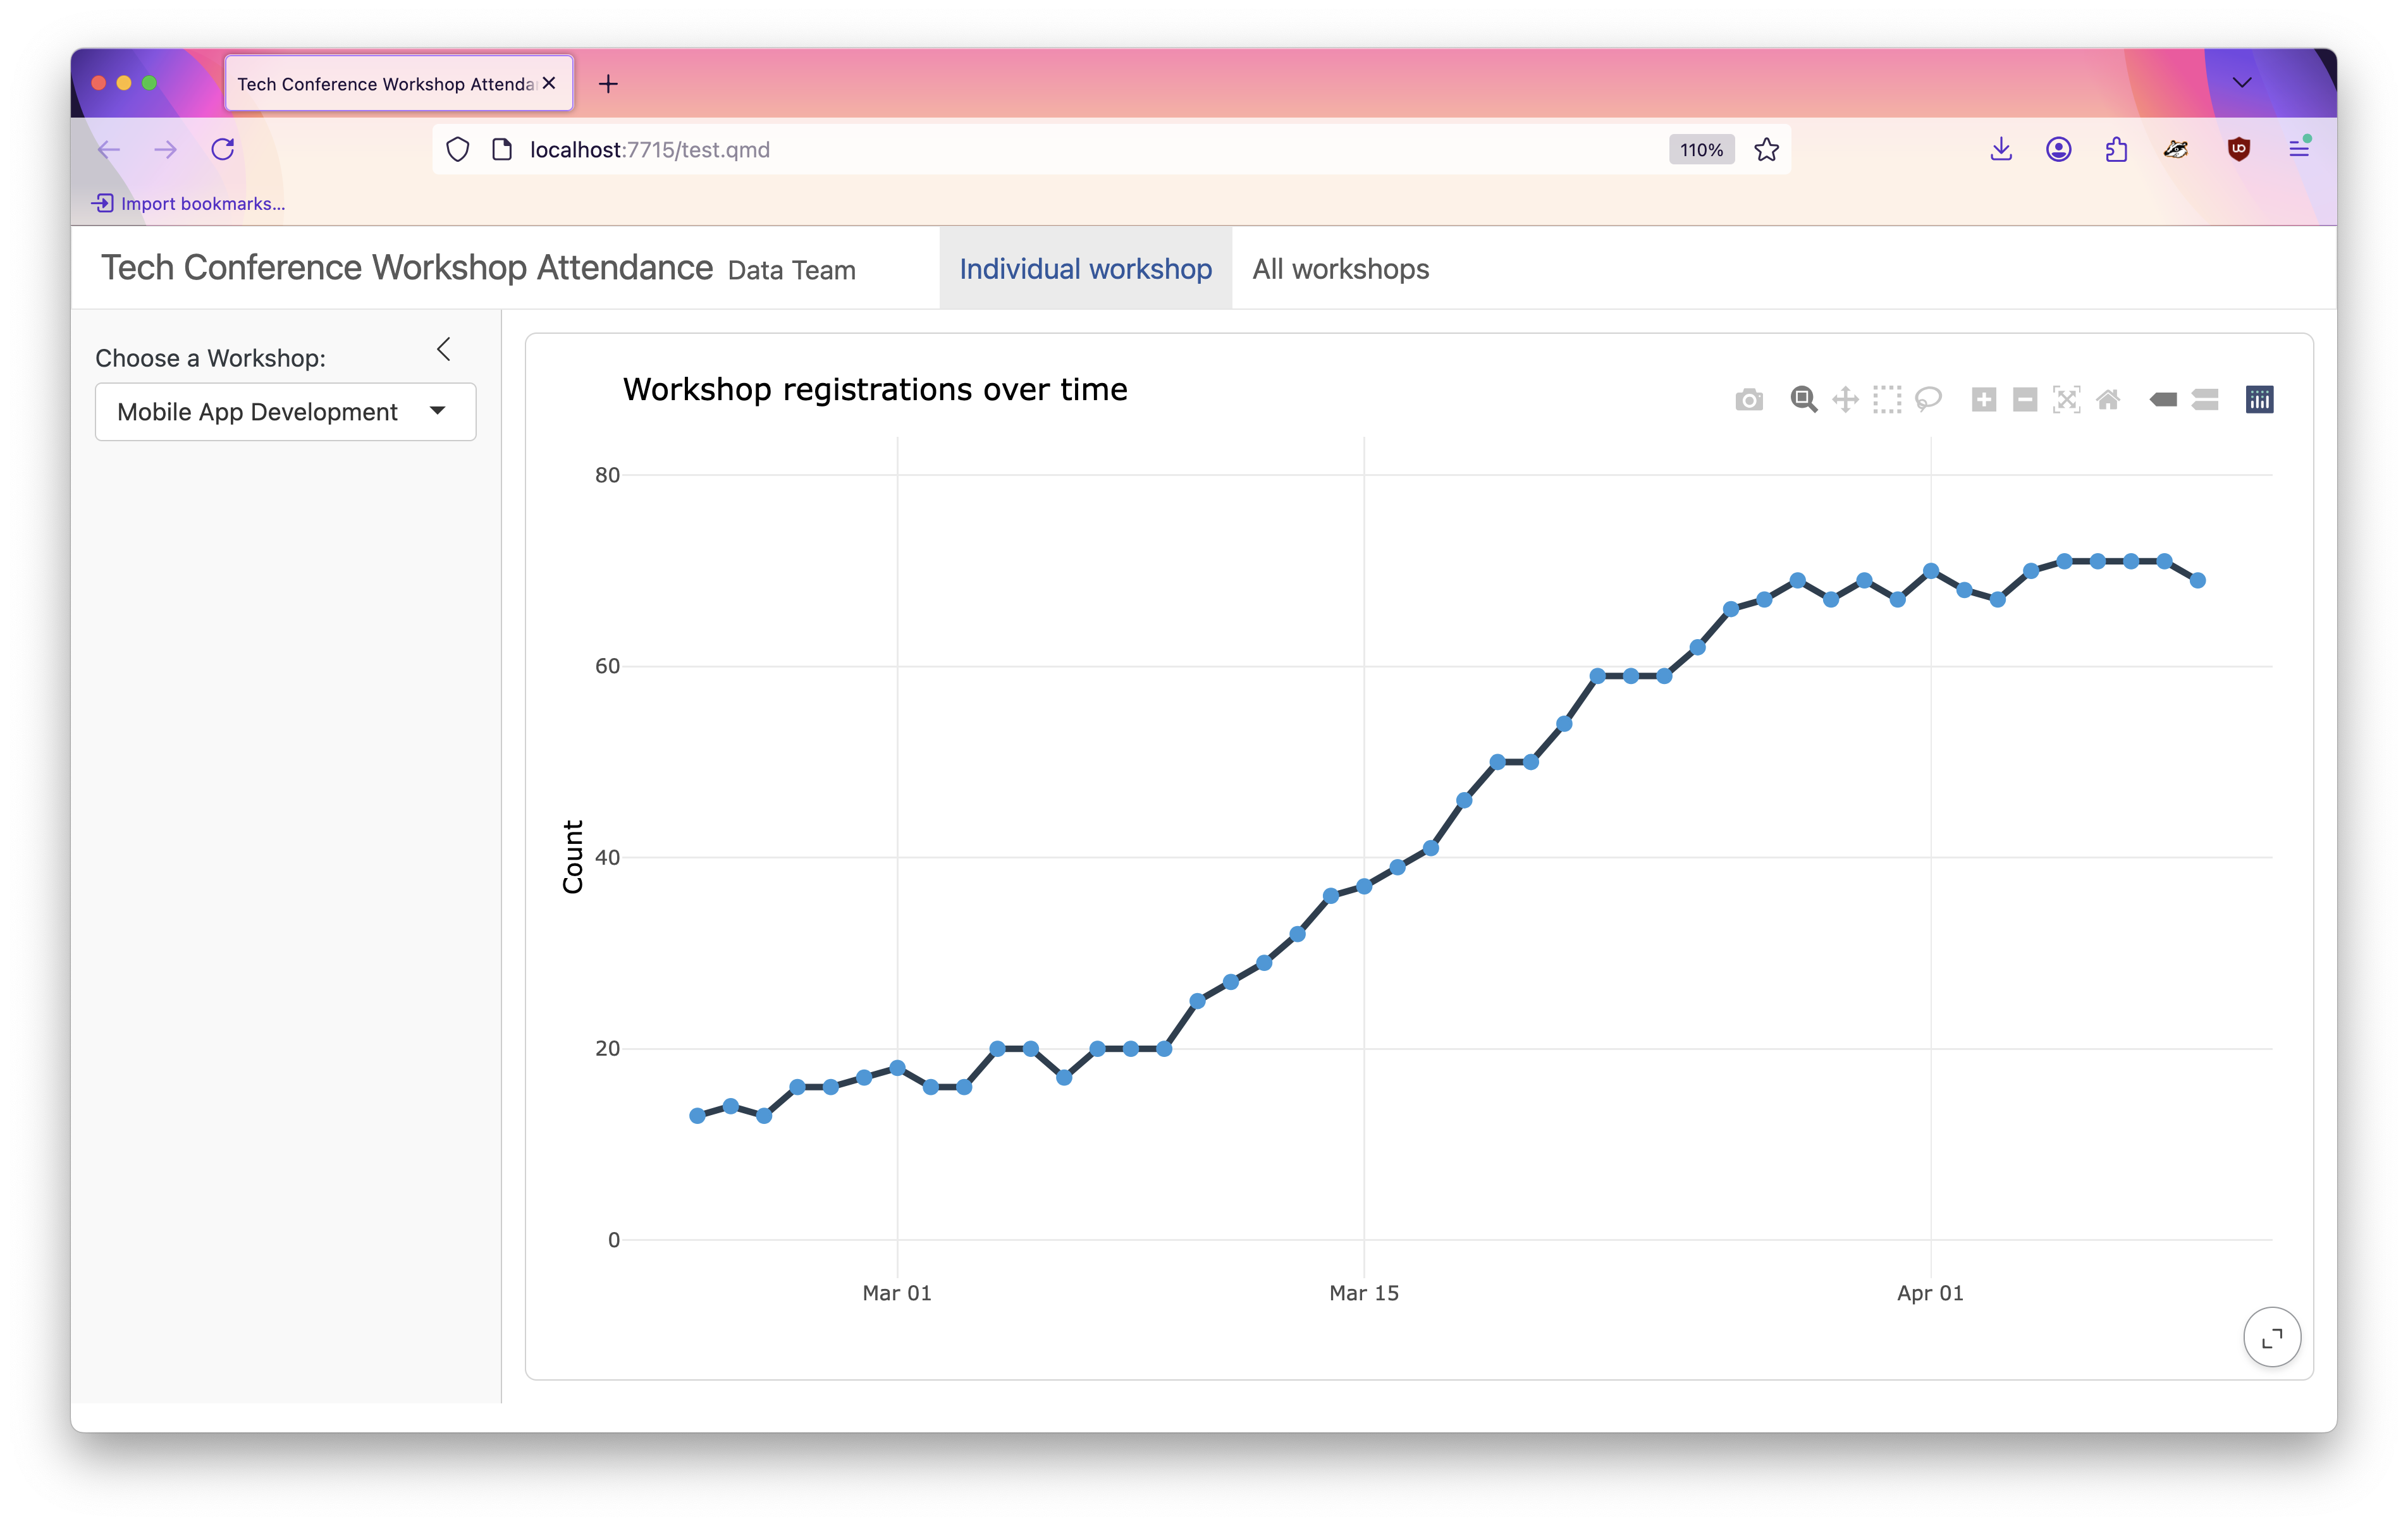 Tech Conference Workshop Attenda
localhost:7715/test.qmd
110%
Import bookmarks...
Tech Conference Workshop Attendance Data Team
Individual workshop
All workshops
Choose a Workshop:
Mobile App Development
Workshop registrations over time
80
60
40
20
0
Count
Mar 01
Mar 15
Apr 01